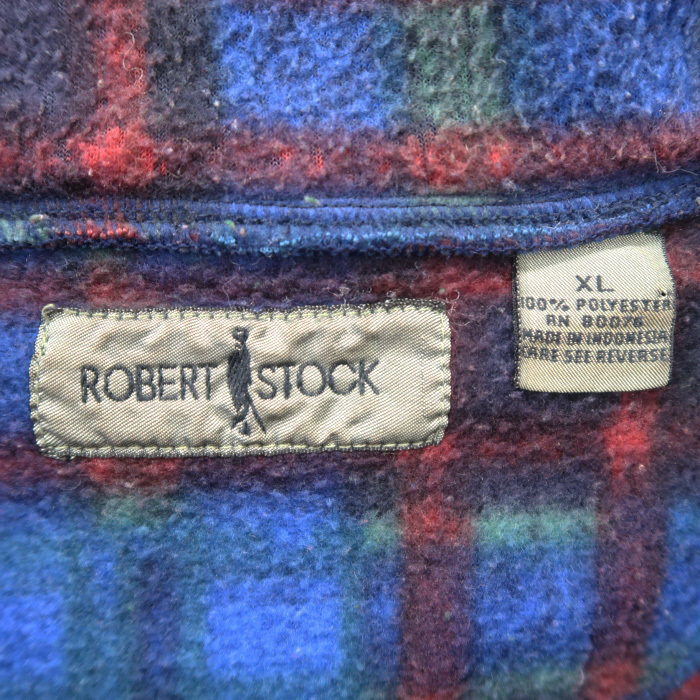 ROBERT STOCK
XL
100% POLYESTER
RN 80076
MADE IN INDONESIA
CARE SEE REVERSE